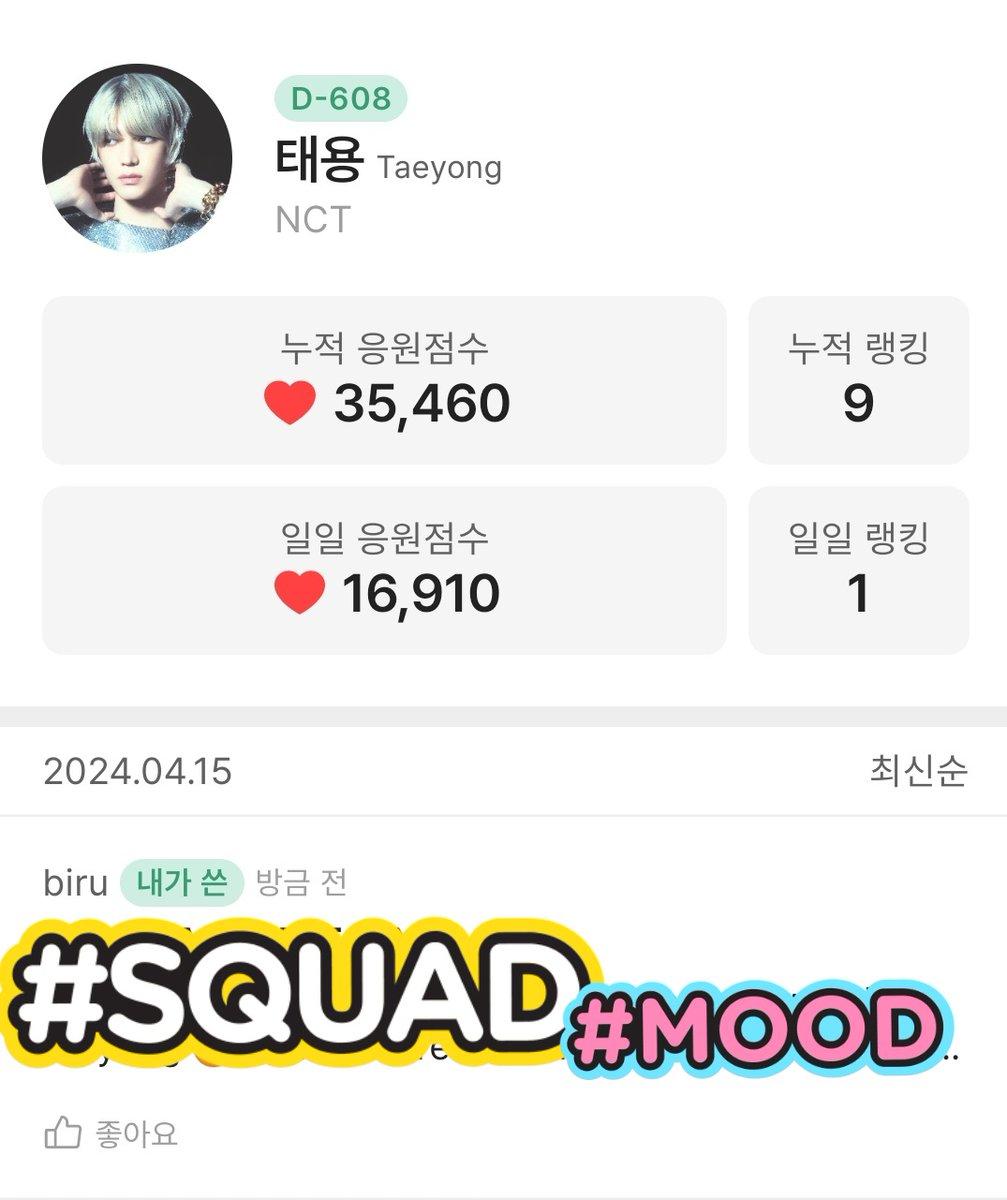 D-608
태용 Taeyong
NCT
누적 응원점수
35,460
누적 랭킹
9
일일 응원점수
16,910
일일 랭킹
1
2024.04.15
최신순
biru 내가 쓴 방금 전
#SQUAD
#MOOD
좋아요